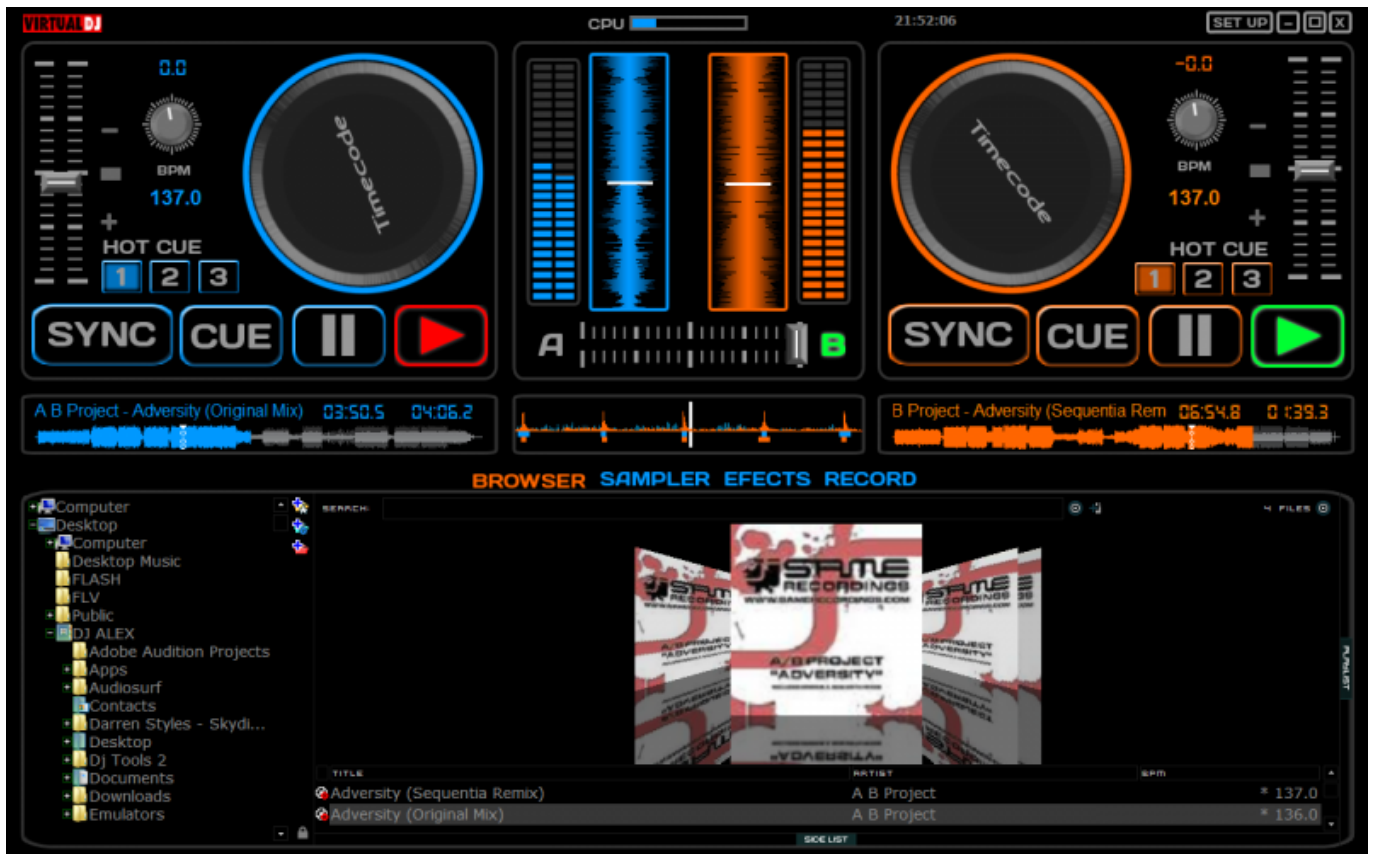 VIRTUAL DJ
CPU
21:52:06
SET UP
X
0.0
BPM
137.0
HOT CUE
1 2 3
Timecode
SYNC CUE
A B
-0.0
BPM
137.0
HOT CUE
1 2 3
Timecode
SYNC CUE
A B Project - Adversity (Original Mix) 03:50.5 04:06.2
B Project - Adversity (Sequentia Rem 06:54.8 01:39.3
BROWSER SAMPLER EFFECTS RECORD
Computer
Desktop
Computer
Desktop Music
FLASH
FLV
Public
DJ ALEX
Adobe Audition Projects
Apps
Audiosurf
Contacts
Darren Styles - Skydi...
Desktop
Dj Tools 2
Documents
Downloads
Emulators
SEARCH:
4 FILES
SAME
RECORDINGS
WWW.SAMERECORDINGS.COM
A/B PROJECT
"ADVERSITY"
PLAYLIST
TITLE ARTIST BPM
Adversity (Sequentia Remix) A B Project * 137.0
Adversity (Original Mix) A B Project * 136.0
SIDE LIST